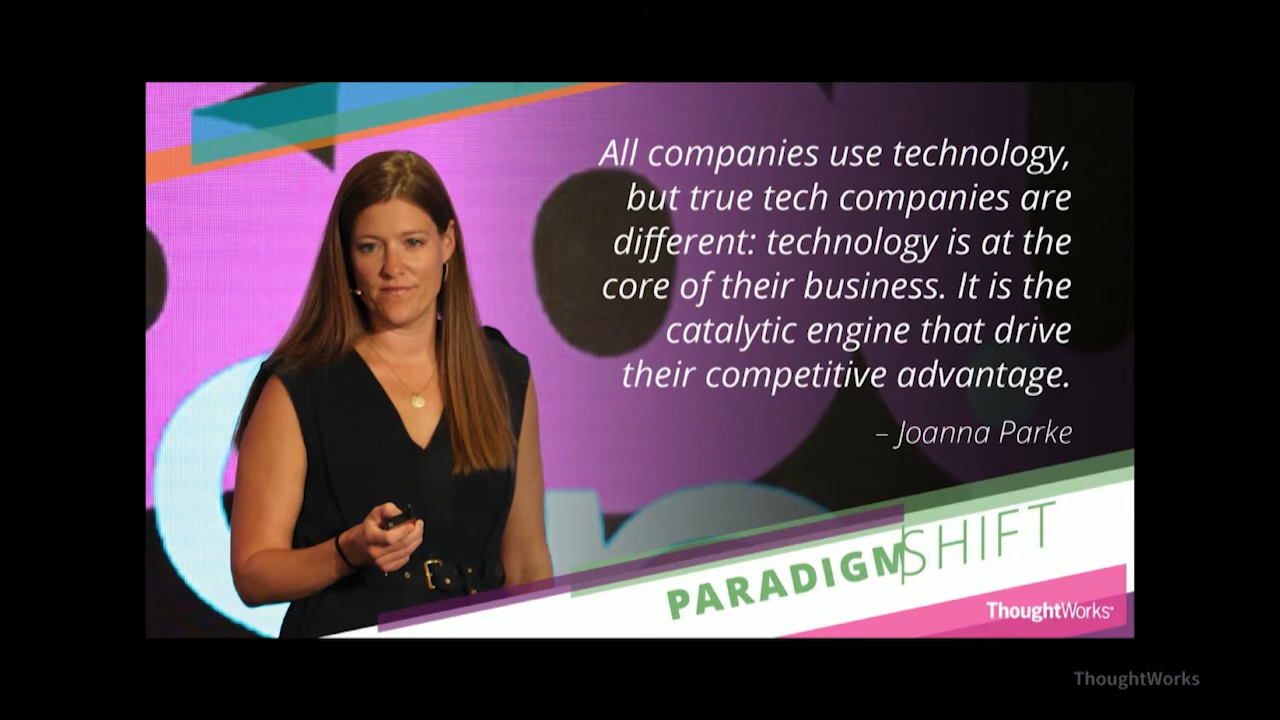 All companies use technology,
but true tech companies are
different: technology is at the
core of their business. It is the
catalytic engine that drive
their competitive advantage.
– Joanna Parke
PARADIGM SHIFT
ThoughtWorks®
ThoughtWorks